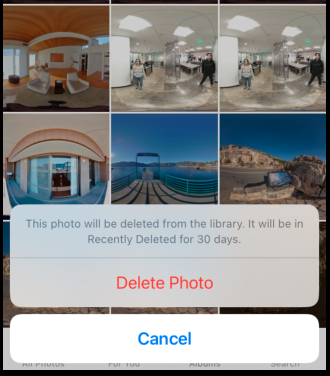 This photo will be deleted from the library. It will be in
Recently Deleted for 30 days.
Delete Photo
Cancel
All Photos For You Albums Search